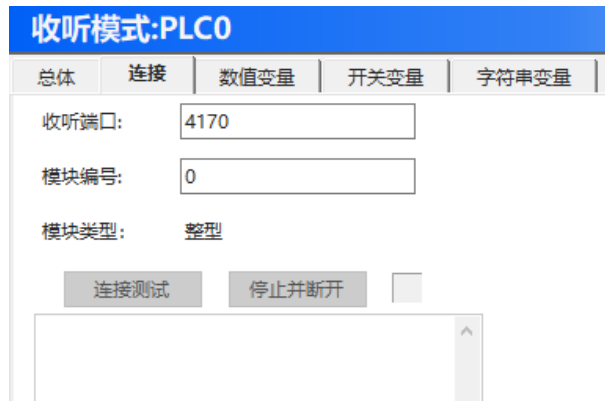 收听模式:PLC0
总体 连接 数值变量 开关变量 字符串变量
收听端口: 4170
模块编号: 0
模块类型: 整型
连接测试 停止并断开